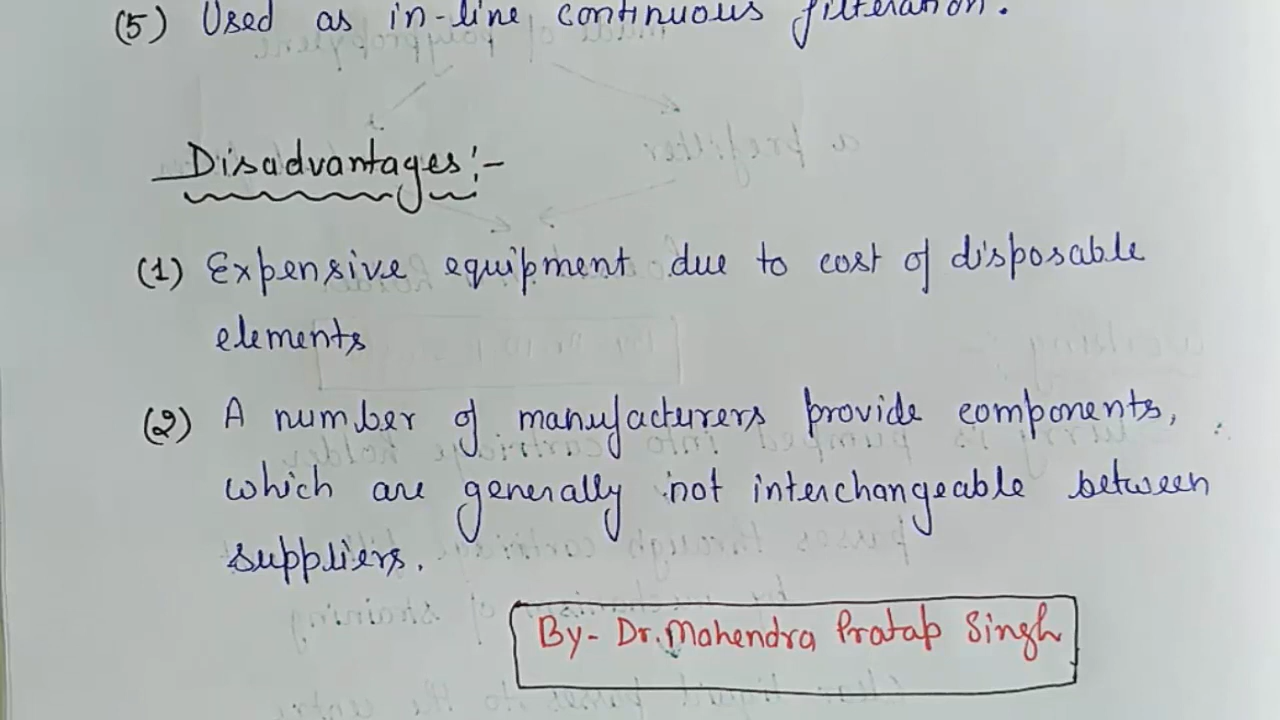 (5) Used as in-line continuous filteration.
Disadvantages:-
(1) Expensive equipment due to cost of disposable
elements
(2) A number of manufacturers provide components,
which are generally not interchangeable between
suppliers.
By- Dr. Mahendra Pratap Singh